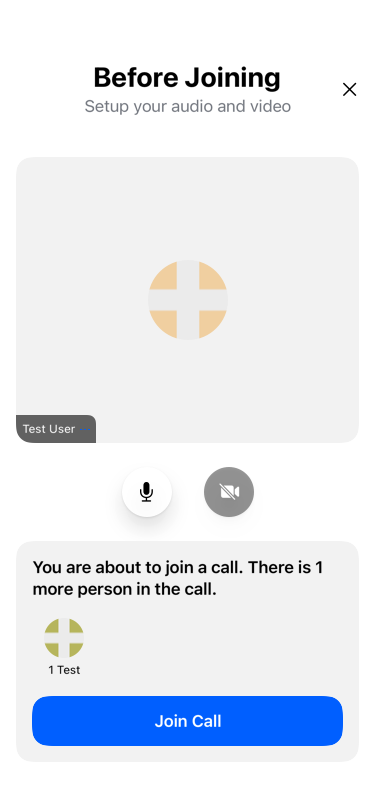 Before Joining
Setup your audio and video
Test User
You are about to join a call. There is 1
more person in the call.
1 Test
Join Call